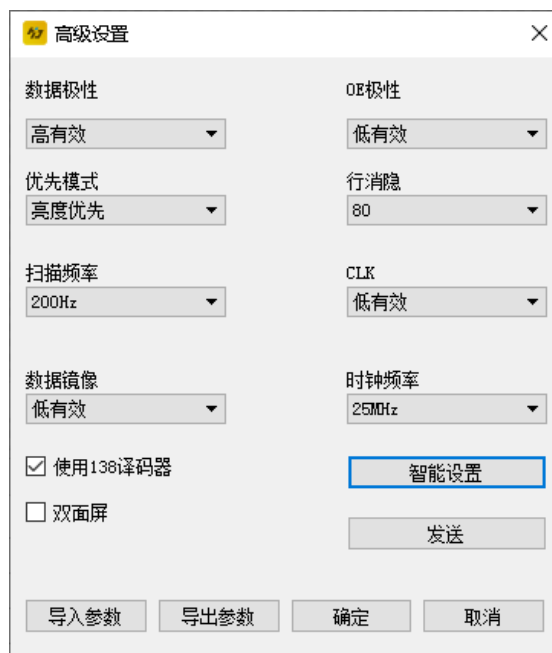 高级设置
数据极性
OE极性
高有效
低有效
优先模式
行消隐
亮度优先
80
扫描频率
CLK
200Hz
低有效
数据镜像
时钟频率
低有效
25MHz
使用138译码器
智能设置
双面屏
发送
导入参数
导出参数
确定
取消